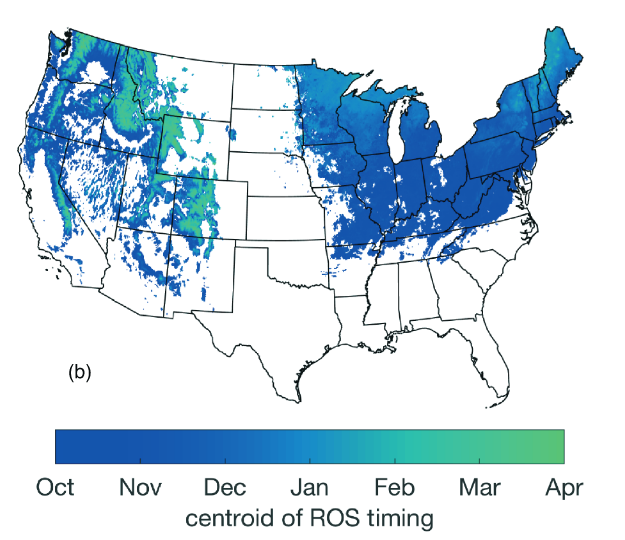 (b)
Oct Nov Dec Jan Feb Mar Apr
centroid of ROS timing